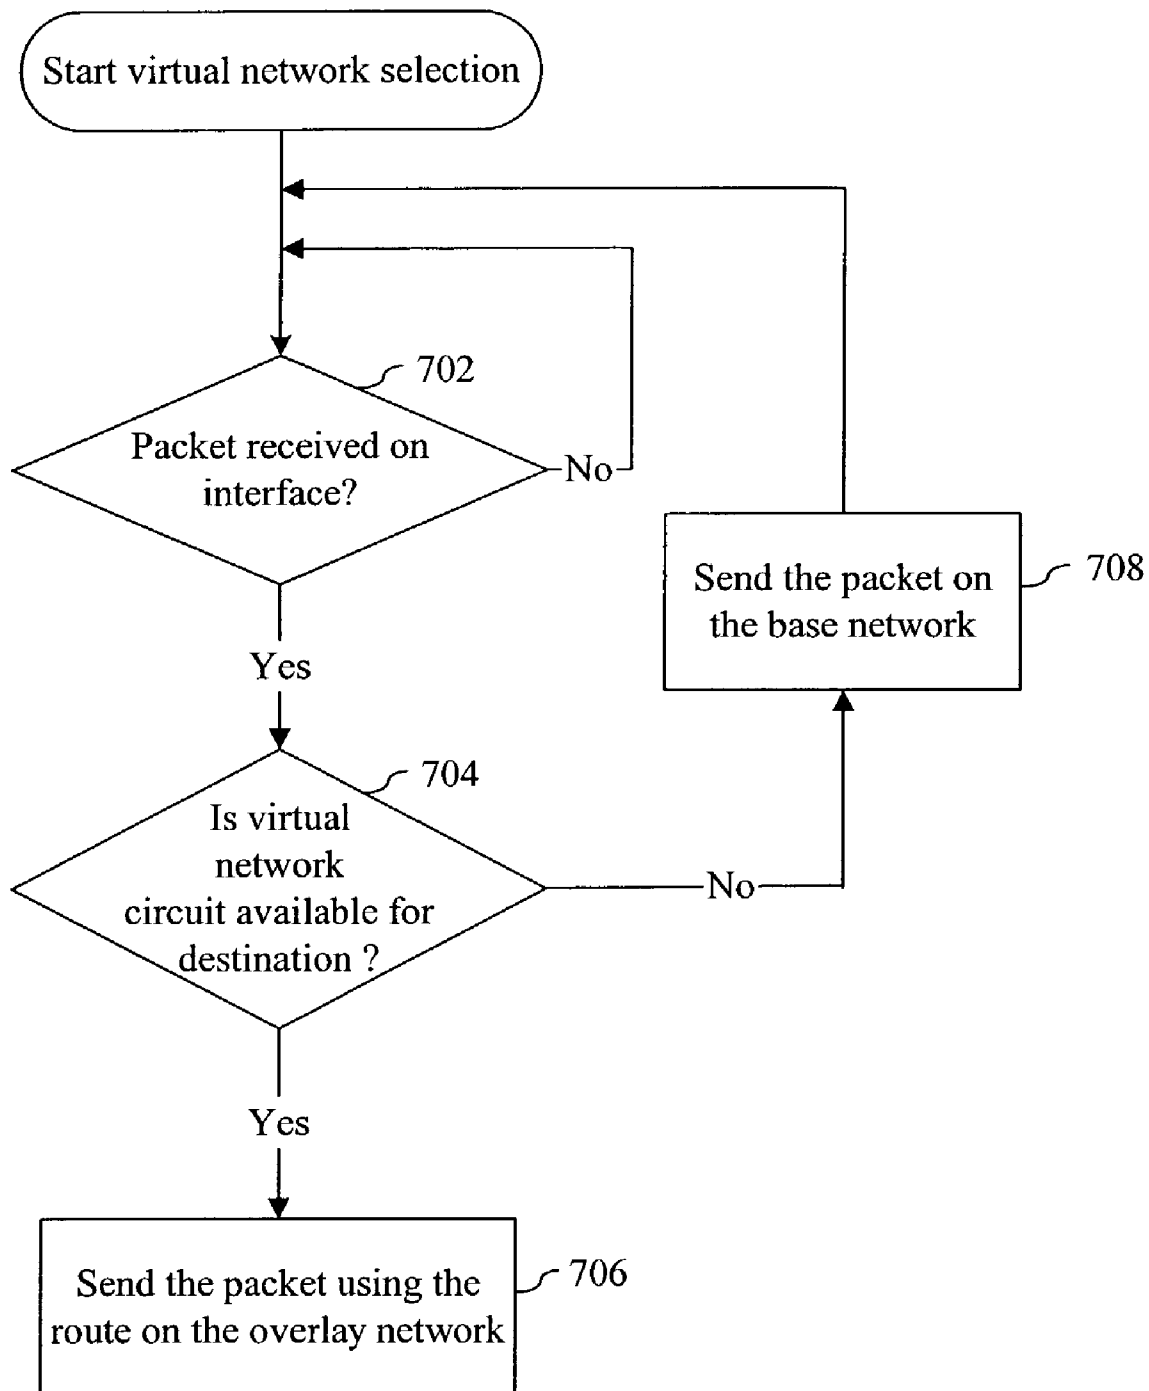 Start virtual network selection
702
Packet received on
interface?
No
Send the packet on
the base network
708
Yes
704
Is virtual
network
circuit available for
destination ?
No
Yes
706
Send the packet using the
route on the overlay network